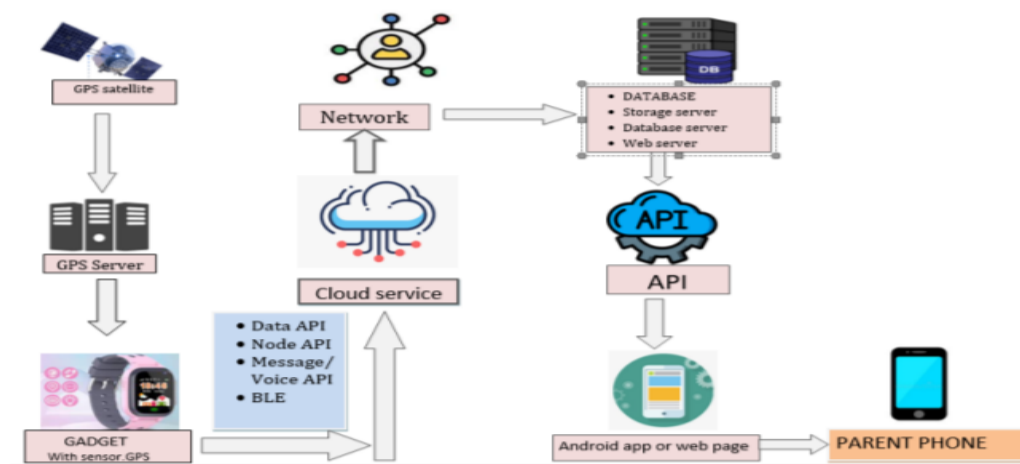 GPS satellite
GPS Server
GADGET
With sensor.GPS
• Data API
• Node API
• Message/
Voice API
• BLE
Cloud service
Network
DB
• DATABASE
• Storage server
• Database server
• Web server
API
API
Android app or web page
PARENT PHONE